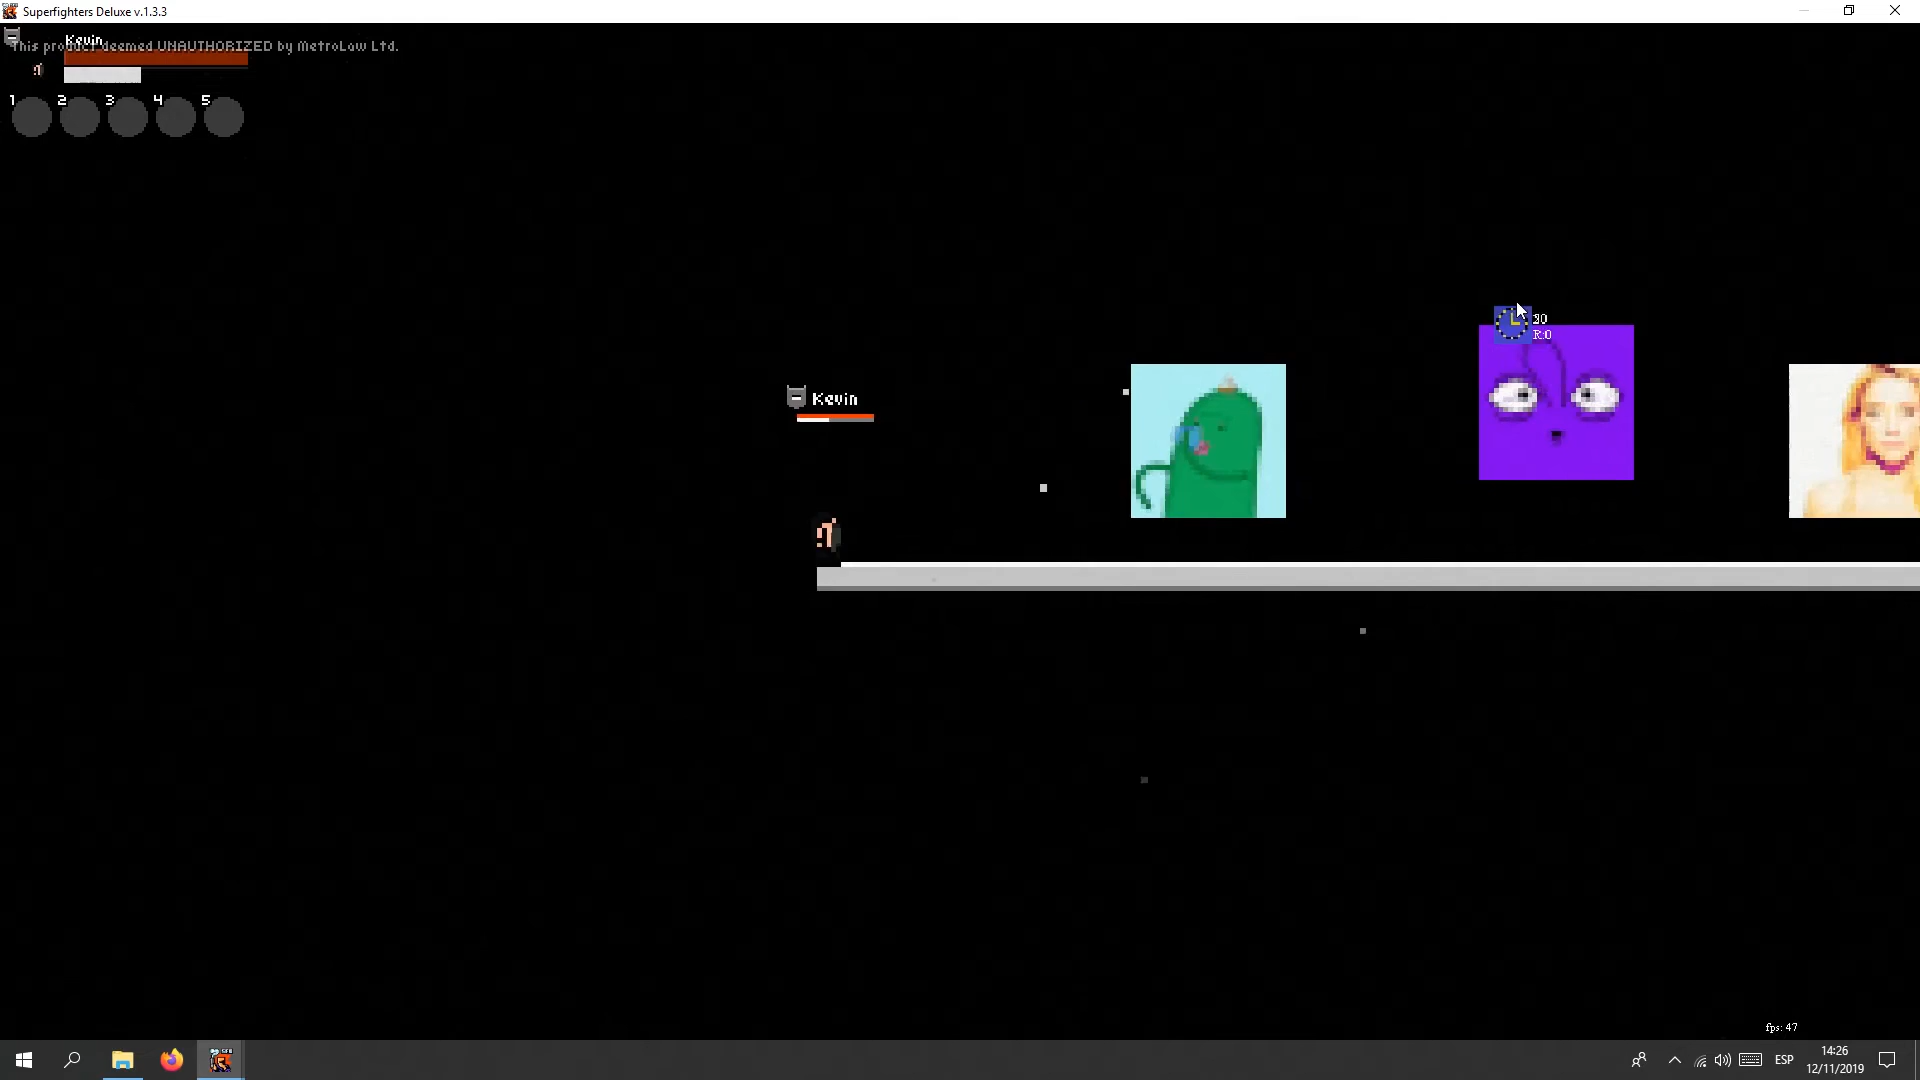 Superfighters Deluxe v.1.3.3
Kevin
This product deemed UNAUTHORIZED by MetroLaw Ltd.
1 2 3 4 5
R:0
Kevin
fps: 47
ESP
14:26
12/11/2019